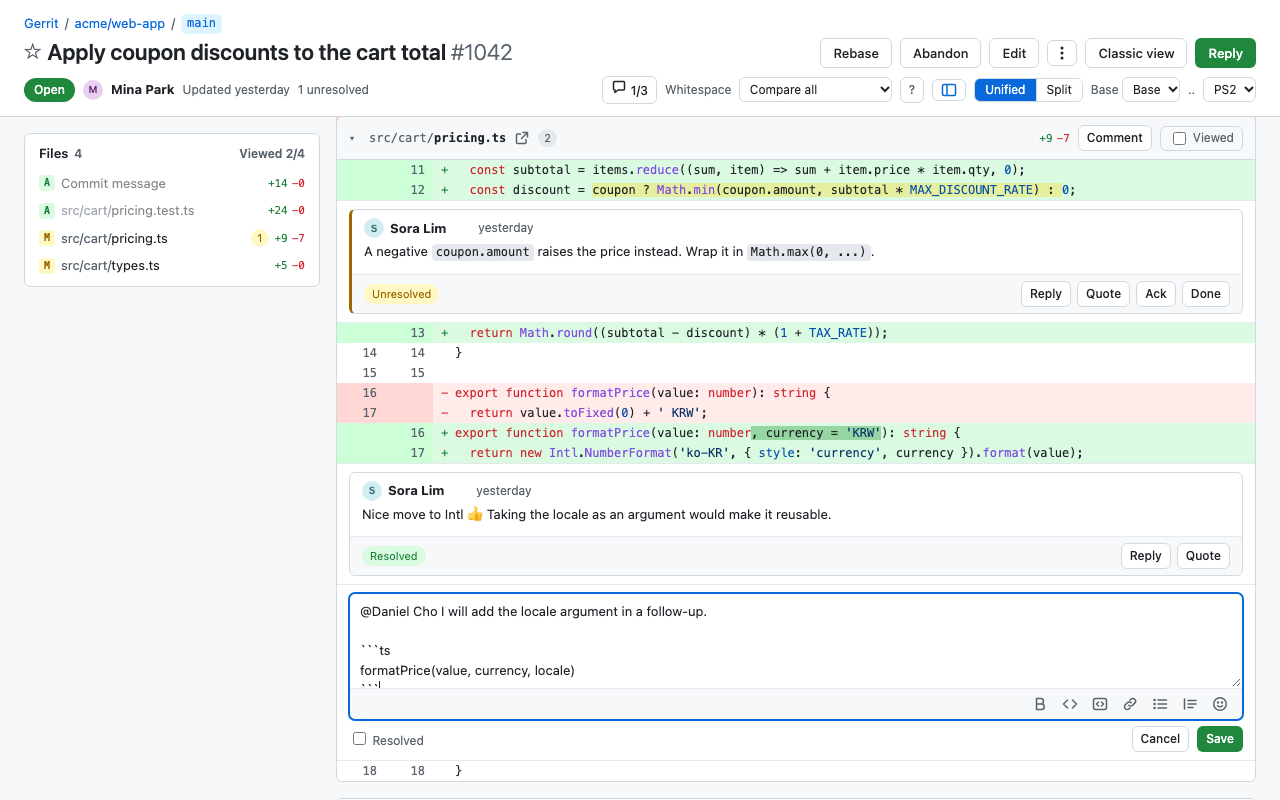 Gerrit / acme/web-app / main
☆ Apply coupon discounts to the cart total #1042
Rebase Abandon Edit ⋮ Classic view Reply
Open M Mina Park Updated yesterday 1 unresolved
1/3 Whitespace Compare all ? Unified Split Base Base .. PS2
Files 4 Viewed 2/4
A Commit message +14 −0
A src/cart/pricing.test.ts +24 −0
M src/cart/pricing.ts 1 +9 −7
M src/cart/types.ts +5 −0
src/cart/pricing.ts 2 +9 −7 Comment Viewed
11 + const subtotal = items.reduce((sum, item) => sum + item.price * item.qty, 0);
12 + const discount = coupon ? Math.min(coupon.amount, subtotal * MAX_DISCOUNT_RATE) : 0;
S Sora Lim yesterday
A negative coupon.amount raises the price instead. Wrap it in Math.max(0, ...).
Unresolved Reply Quote Ack Done
13 + return Math.round((subtotal − discount) * (1 + TAX_RATE));
14 14 }
15 15
16 − export function formatPrice(value: number): string {
17 − return value.toFixed(0) + ' KRW';
16 + export function formatPrice(value: number, currency = 'KRW'): string {
17 + return new Intl.NumberFormat('ko-KR', { style: 'currency', currency }).format(value);
S Sora Lim yesterday
Nice move to Intl 👍 Taking the locale as an argument would make it reusable.
Resolved Reply Quote
@Daniel Cho I will add the locale argument in a follow-up.
```ts
formatPrice(value, currency, locale)
```
Resolved Cancel Save
18 18 }